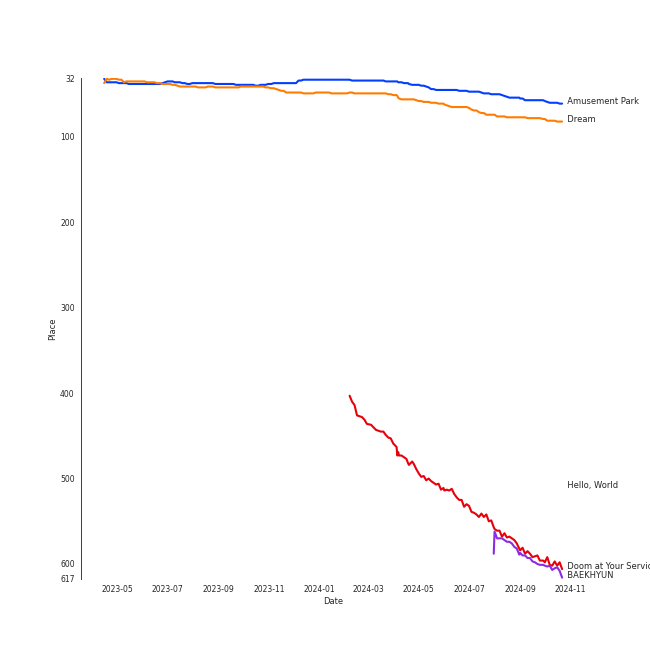 32
100
200
300
400
500
600
617
Place
2023-05
2023-07
2023-09
2023-11
2024-01
2024-03
2024-05
2024-07
2024-09
2024-11
Date
Amusement Park
Dream
Hello, World
Doom at Your Servic
BAEKHYUN